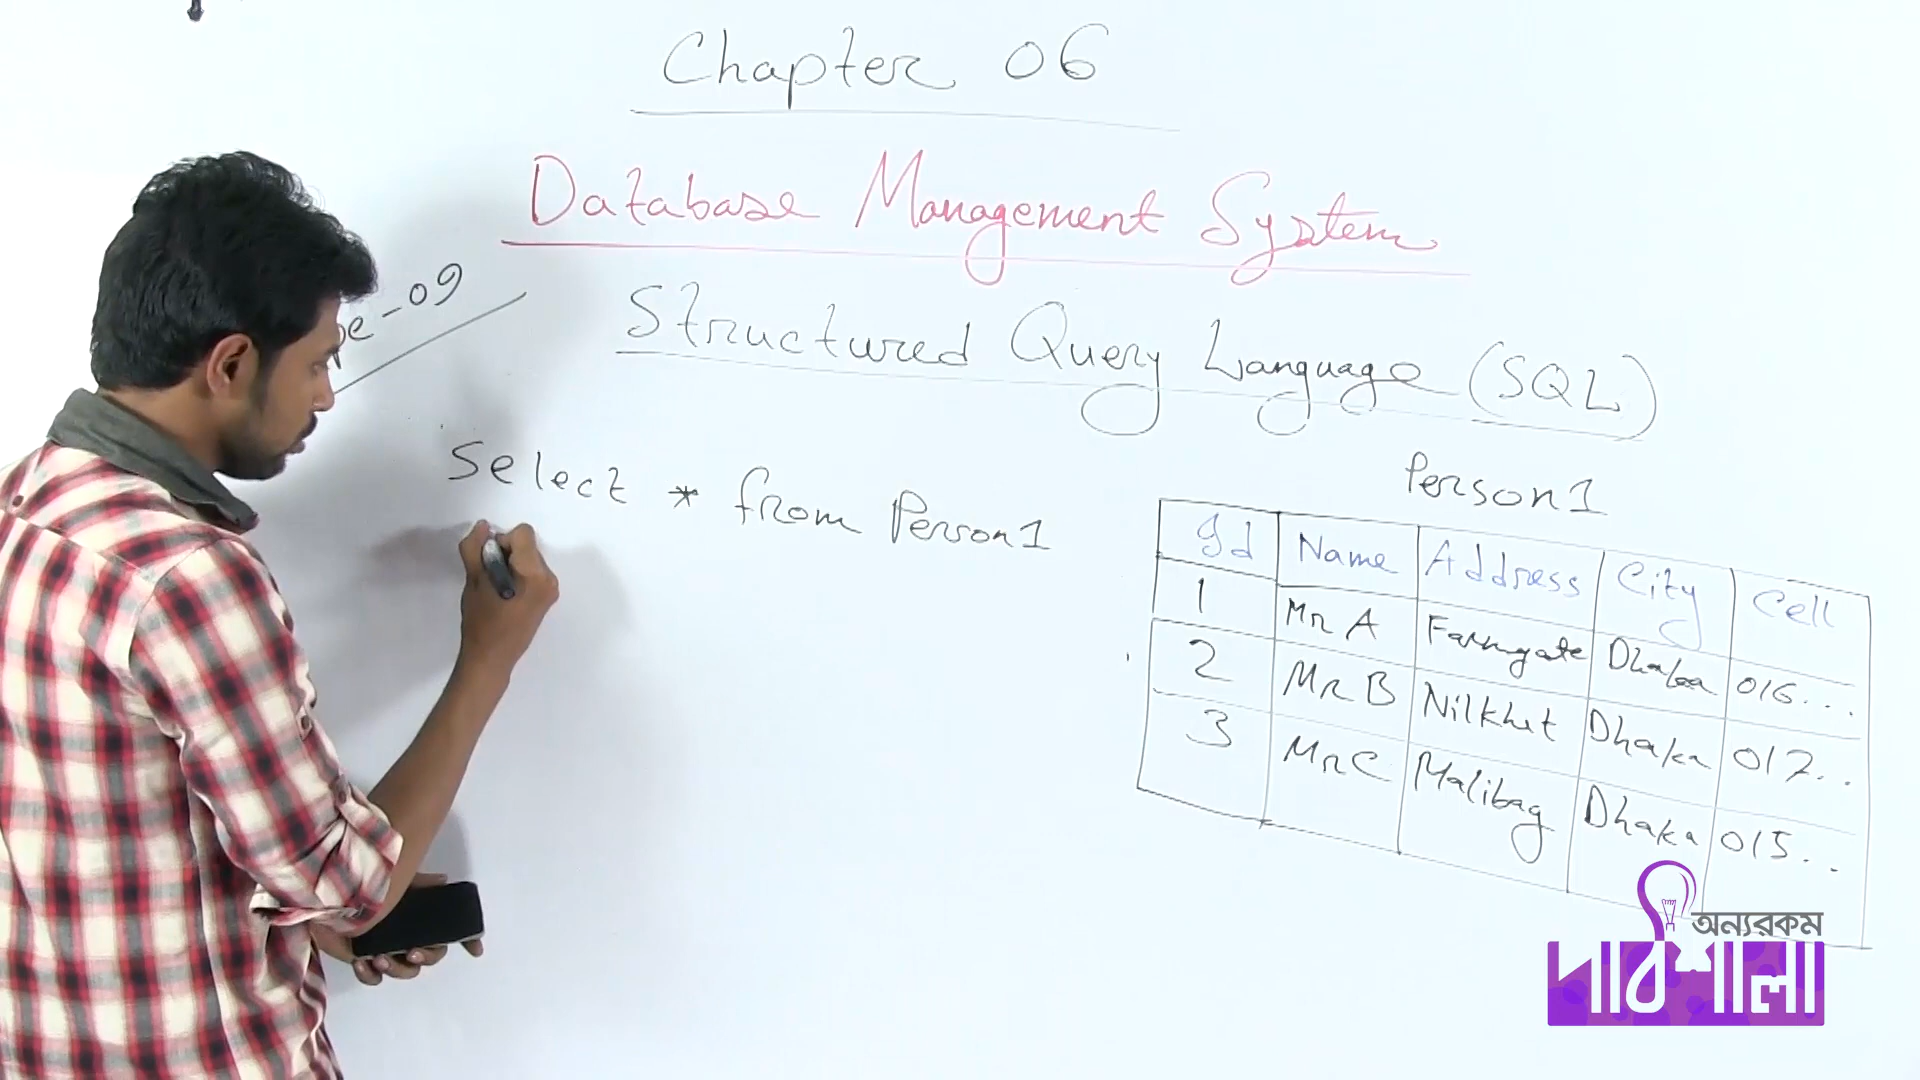 Chapter 06
Database Management System
-09
Structured Query Language (SQL)
Select * from Person1
Person1
Id Name Address City Cell
1 Mr A Farmgate Dhaka 016...
2 Mr B Nilkhet Dhaka 017..
3 Mr C Malibag Dhaka 015..
অন্যরকম
পাঠশালা